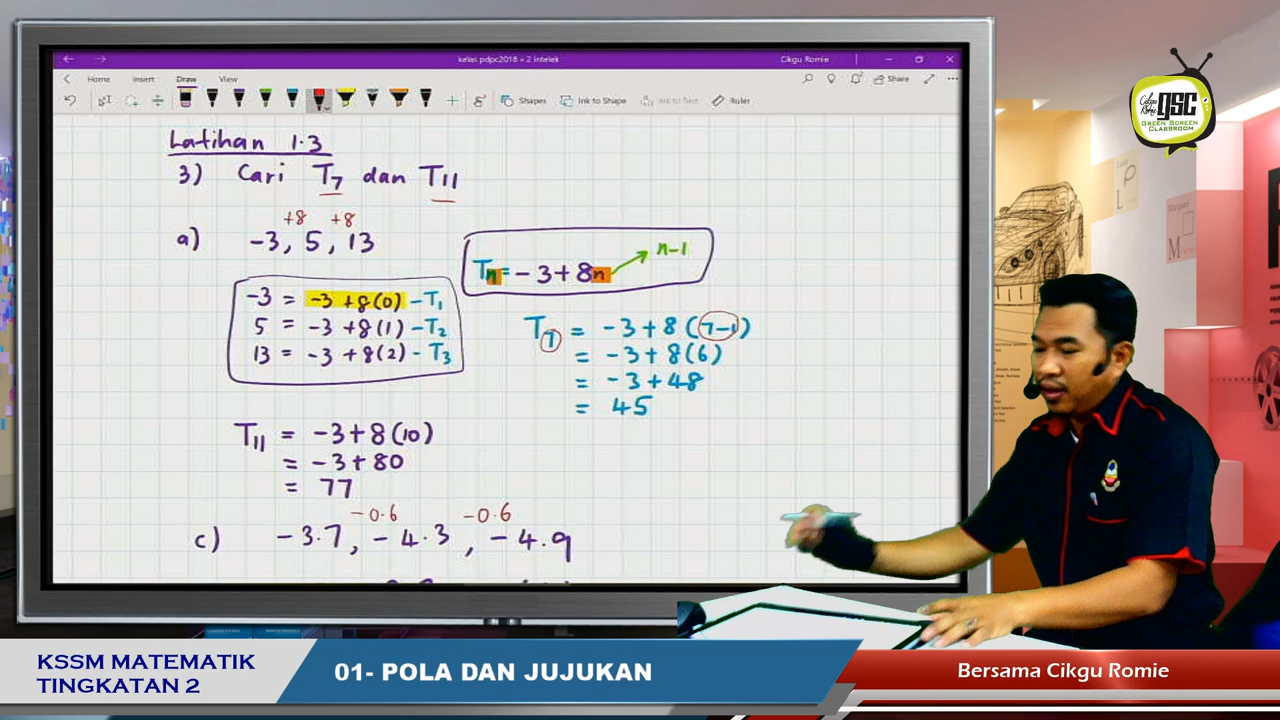 kelas pdpc2018 » 2 intelek
Cikgu Romie
Home Insert Draw View
Share
Shapes Ink to Shape Ink to Text Ruler
Latihan 1.3
3) Cari T7 dan T11
+8 +8
a) -3, 5, 13
Tn = -3+8n
n-1
-3 = -3+8(0) -T1
5 = -3+8(1) -T2
13 = -3+8(2) -T3
T7 = -3+8(7-1)
= -3+8(6)
= -3+48
= 45
T11 = -3+8(10)
= -3+80
= 77
-0.6 -0.6
c) -3.7, -4.3, -4.9
Cikgu Romie GSC
GREEN SCREEN
CLASSROOM
KSSM MATEMATIK
TINGKATAN 2
01- POLA DAN JUJUKAN
Bersama Cikgu Romie